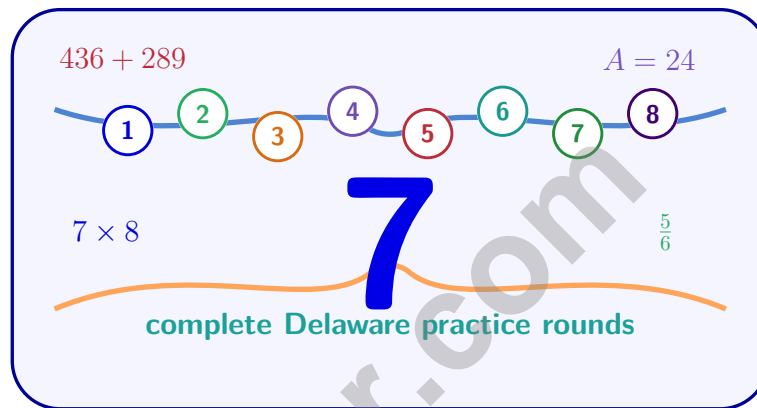 436 + 289
A = 24
1 2 3 4 5 6 7 8
7
7 × 8
5/6
complete Delaware practice rounds
r.com